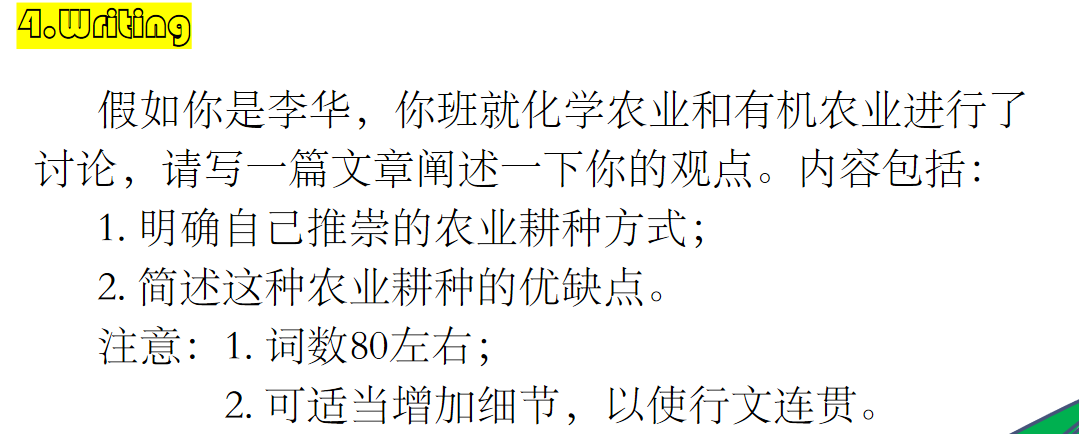 4.Writing
假如你是李华，你班就化学农业和有机农业进行了
讨论，请写一篇文章阐述一下你的观点。内容包括：
1. 明确自己推崇的农业耕种方式；
2. 简述这种农业耕种的优缺点。
注意：1. 词数80左右；
2. 可适当增加细节，以使行文连贯。